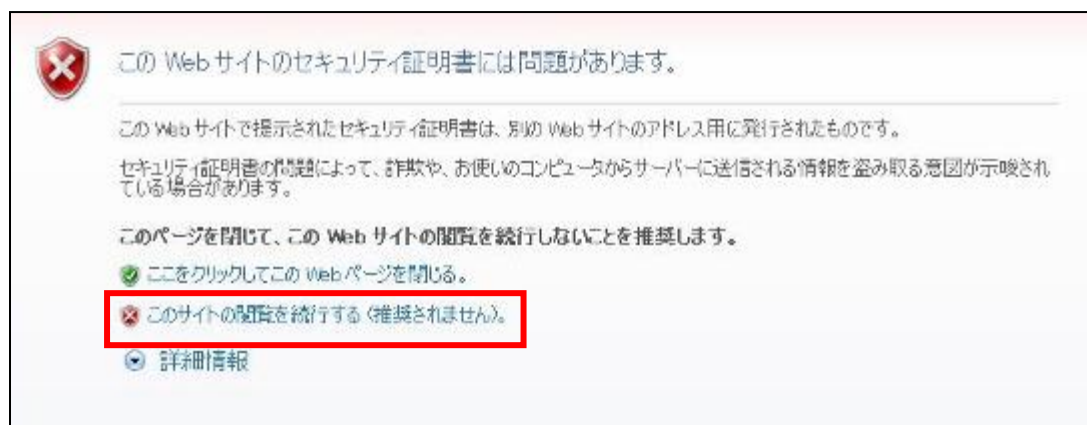 この Web サイトのセキュリティ証明書には問題があります。
この Web サイトで提示されたセキュリティ証明書は、別の Web サイトのアドレス用に発行されたものです。
セキュリティ証明書の問題によって、詐欺や、お使いのコンピュータからサーバーに送信される情報を盗み取る意図が示唆され
ている場合があります。
このページを閉じて、この Web サイトの閲覧を続行しないことを推奨します。
ここをクリックしてこの Web ページを閉じる。
このサイトの閲覧を続行する (推奨されません)。
詳細情報